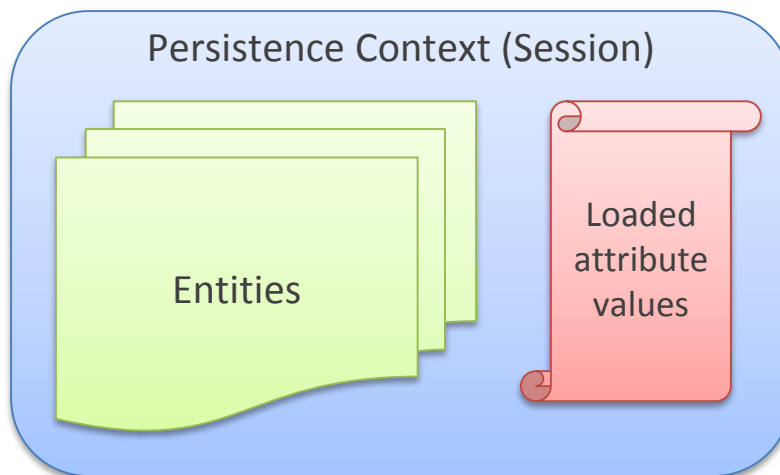 Persistence Context (Session)
Entities
Loaded
attribute
values